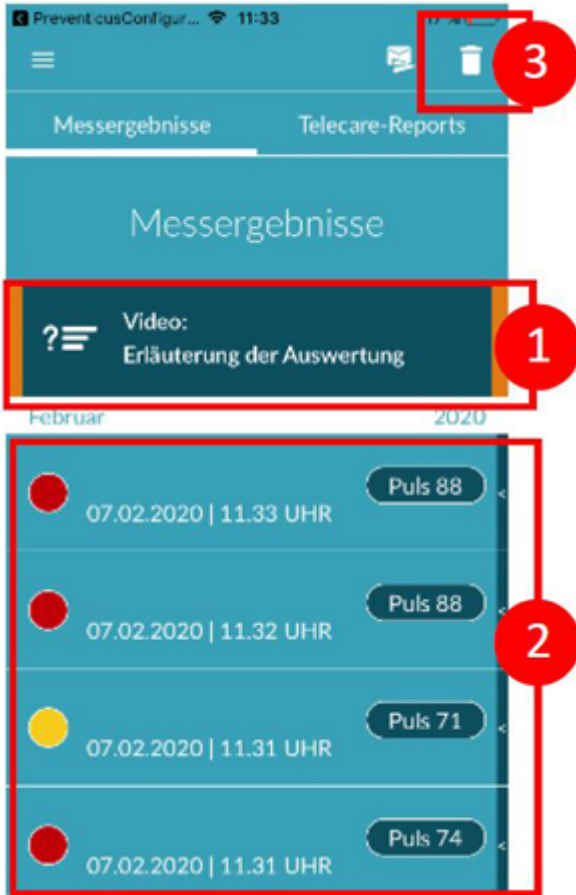 PreventicusConfigur... 11:33
3
Messergebnisse Telecare-Reports
Messergebnisse
Video:
?
Erläuterung der Auswertung
1
Februar 2020
Puls 88
<
07.02.2020 | 11.33 UHR
Puls 88
<
07.02.2020 | 11.32 UHR
2
Puls 71
<
07.02.2020 | 11.31 UHR
Puls 74
<
07.02.2020 | 11.31 UHR